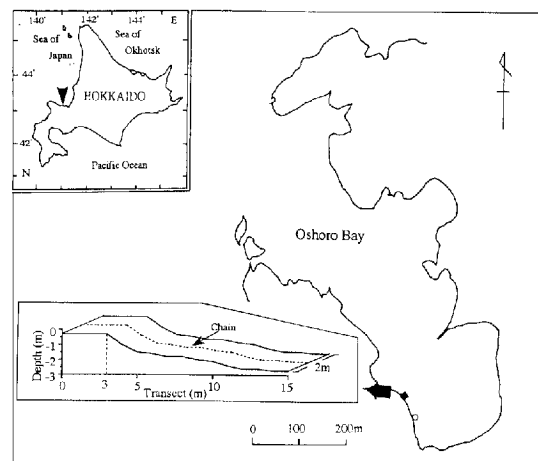 140° 142° 144° E
Sea of Japan
Sea of Okhotsk
44°
HOKKAIDO
42°
Pacific Ocean
N
Oshoro Bay
Chain
Depth (m)
0
-1
-2
-3
2m
0 3 5 10 15
Transect (m)
0 100 200m